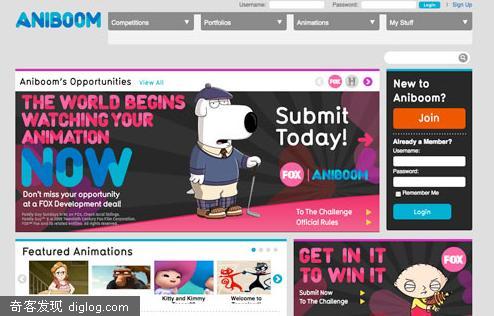 Username:
Password:
Login
Sign Up
ANIBOOM
Competitions
Portfolios
Animations
My Stuff
Aniboom's Opportunities
View All
FOX
THE WORLD BEGINS
WATCHING YOUR
ANIMATION
NOW
Don't miss your opportunity
at a FOX Development deal!
Submit
Today!
FOX
ANIBOOM
To The Challenge
Official Rules
New to
Aniboom?
Join
Already a Member?
Username:
Password:
Remember Me
Login
Featured Animations
Kitty and Kimmy
Welcome to
GET IN IT
TO WIN IT
FOX
Submit Now
To The Challenge
奇客发现 diglog.com